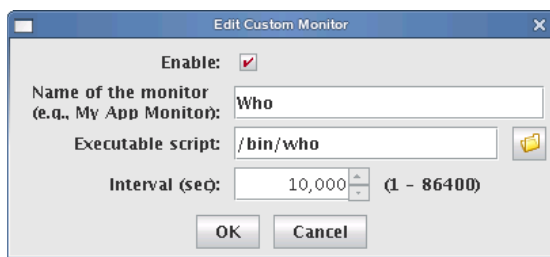 Edit Custom Monitor
Enable:
Name of the monitor
(e.g., My App Monitor):
Who
Executable script:
/bin/who
Interval (sec):
10,000
(1 - 86400)
OK
Cancel